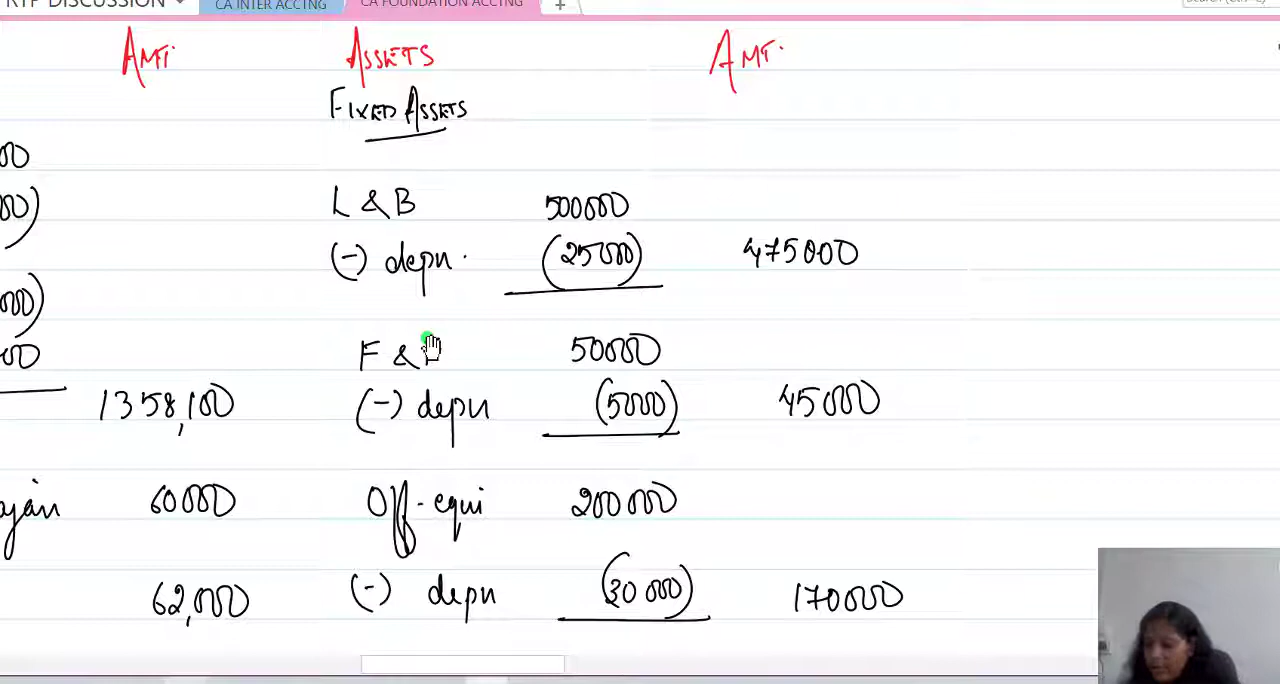 RTP DISCUSSION CA INTER ACCTNG CA FOUNDATION ACCTNG +
AMT. ASSETS AMT.
FIXED ASSETS
L & B 500000
(-) depn. (25000) 475000
F & 50000
1358,100 (-) depn (5000) 45000
60000 Off-equi 200000
62,000 (-) depn (30000) 170000